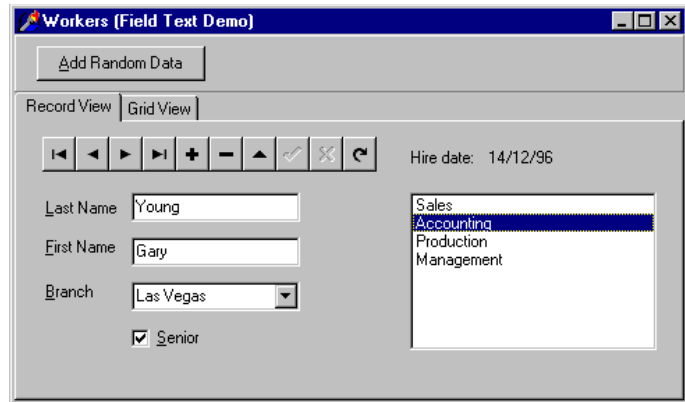 Workers (Field Text Demo)
Add Random Data
Record View
Grid View
Hire date: 14/12/96
Last Name Young
First Name Gary
Branch Las Vegas
Senior
Sales
Accounting
Production
Management